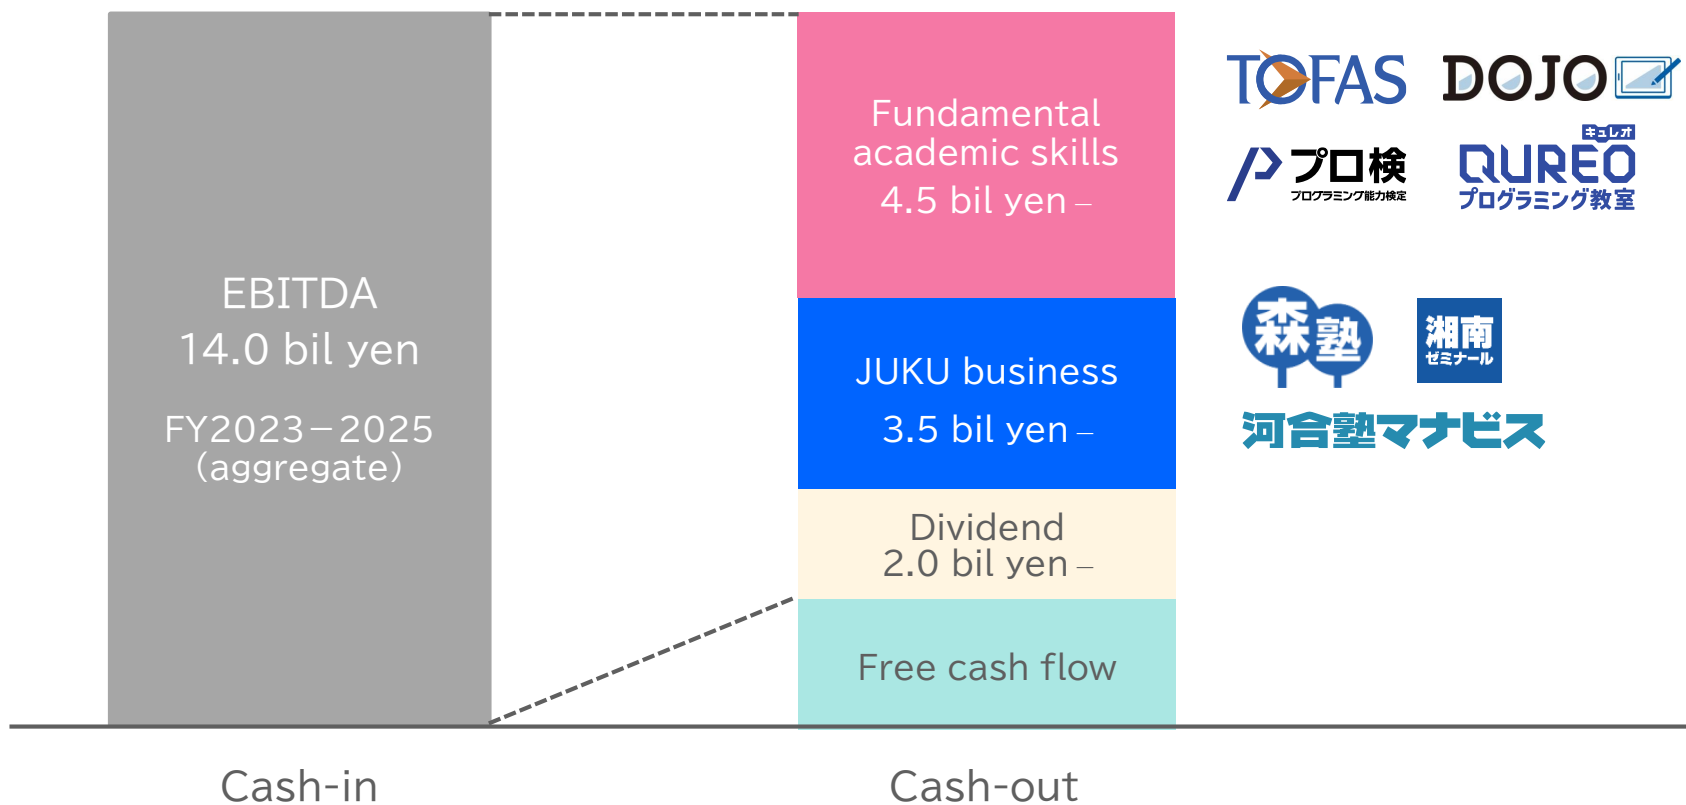 EBITDA
14.0 bil yen
FY2023－2025
（aggregate）
Cash-in
Fundamental
academic skills
4.5 bil yen –
JUKU business
3.5 bil yen –
Dividend
2.0 bil yen –
Free cash flow
Cash-out
TOFAS
DOJO
プロ検
プログラミング能力検定
キュレオ
QUREO
プログラミング教室
森塾
湘南
ゼミナール
河合塾マナビス